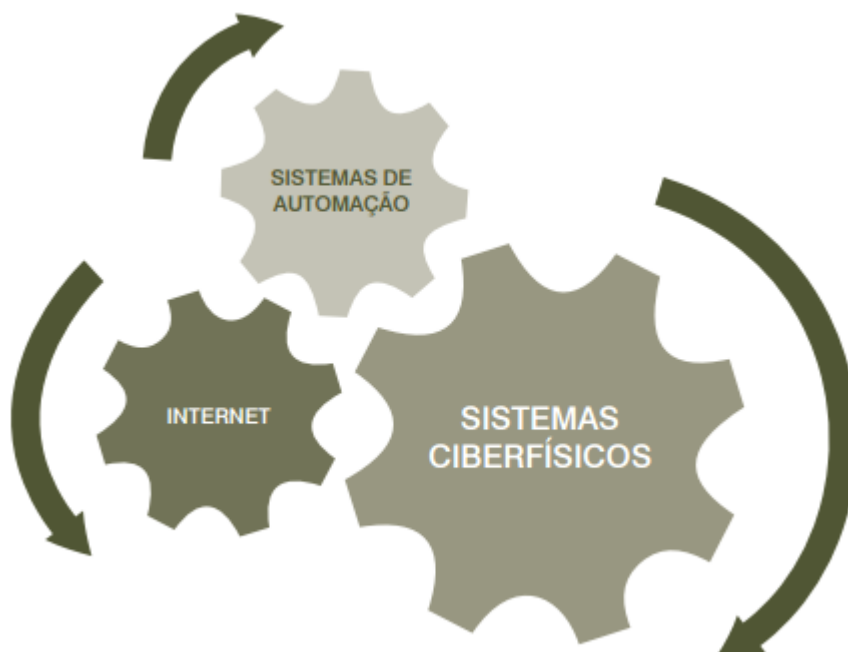 SISTEMAS DE
AUTOMAÇÃO
INTERNET
SISTEMAS
CIBERFÍSICOS